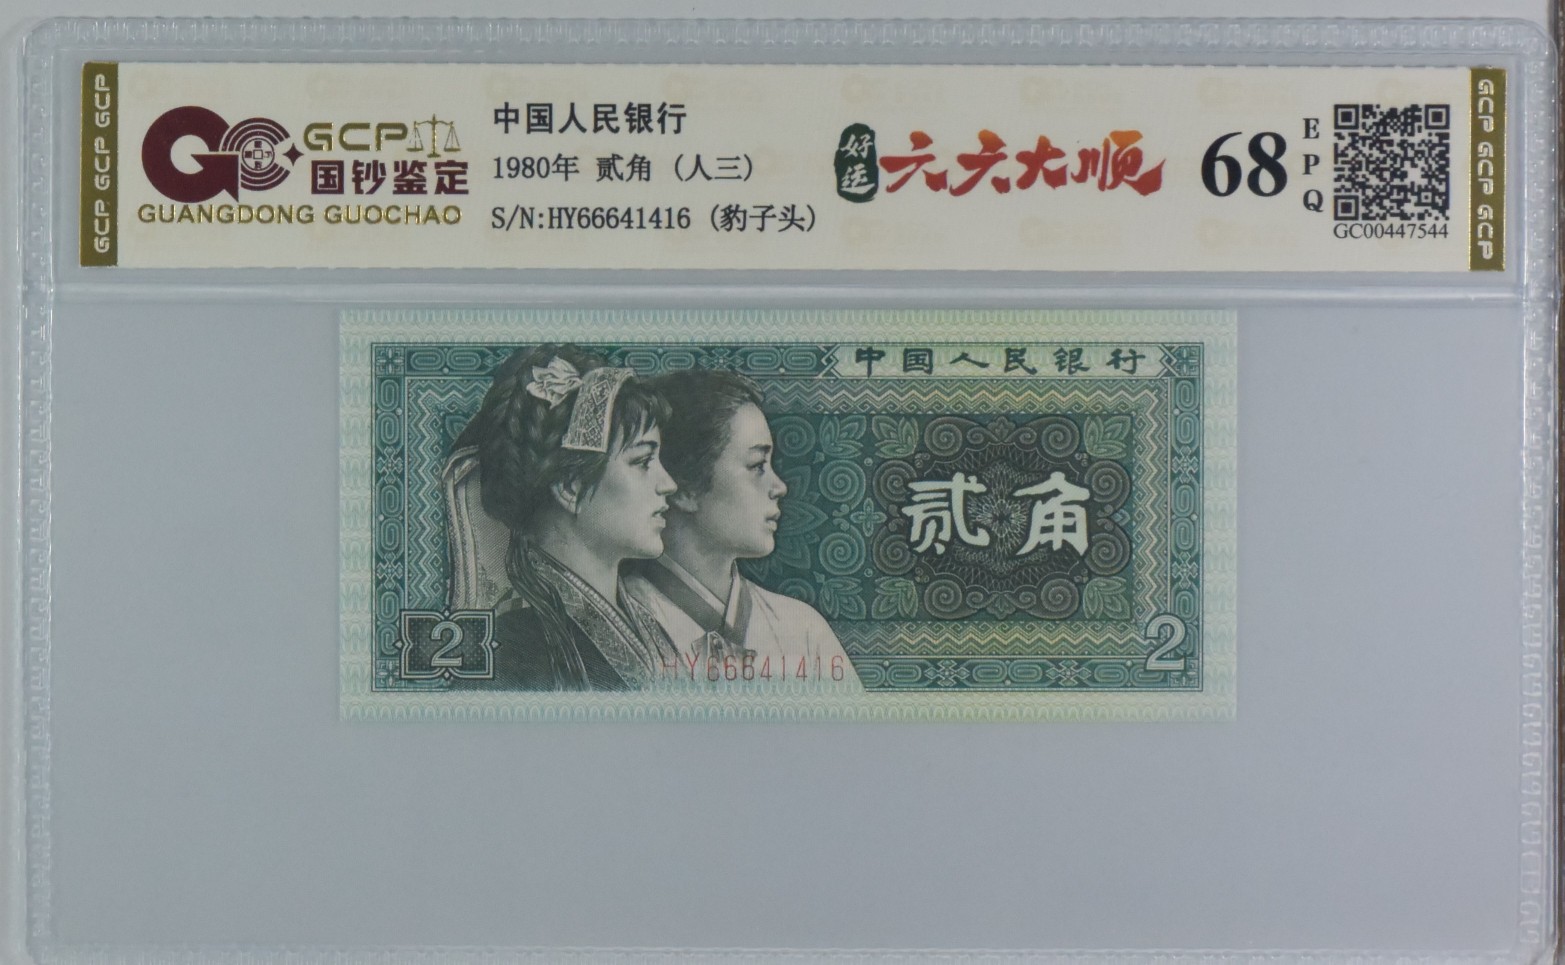 GCP GCP GCP
GCP
国钞鉴定
GUANGDONG GUOCHAO
中国人民银行
1980年 贰角 (人三)
S/N:HY66641416 (豹子头)
好运
六六大顺
68
EPQ
GC00447544
GCP GCP GCP
中国人民银行
贰角
2
HY66641416
2